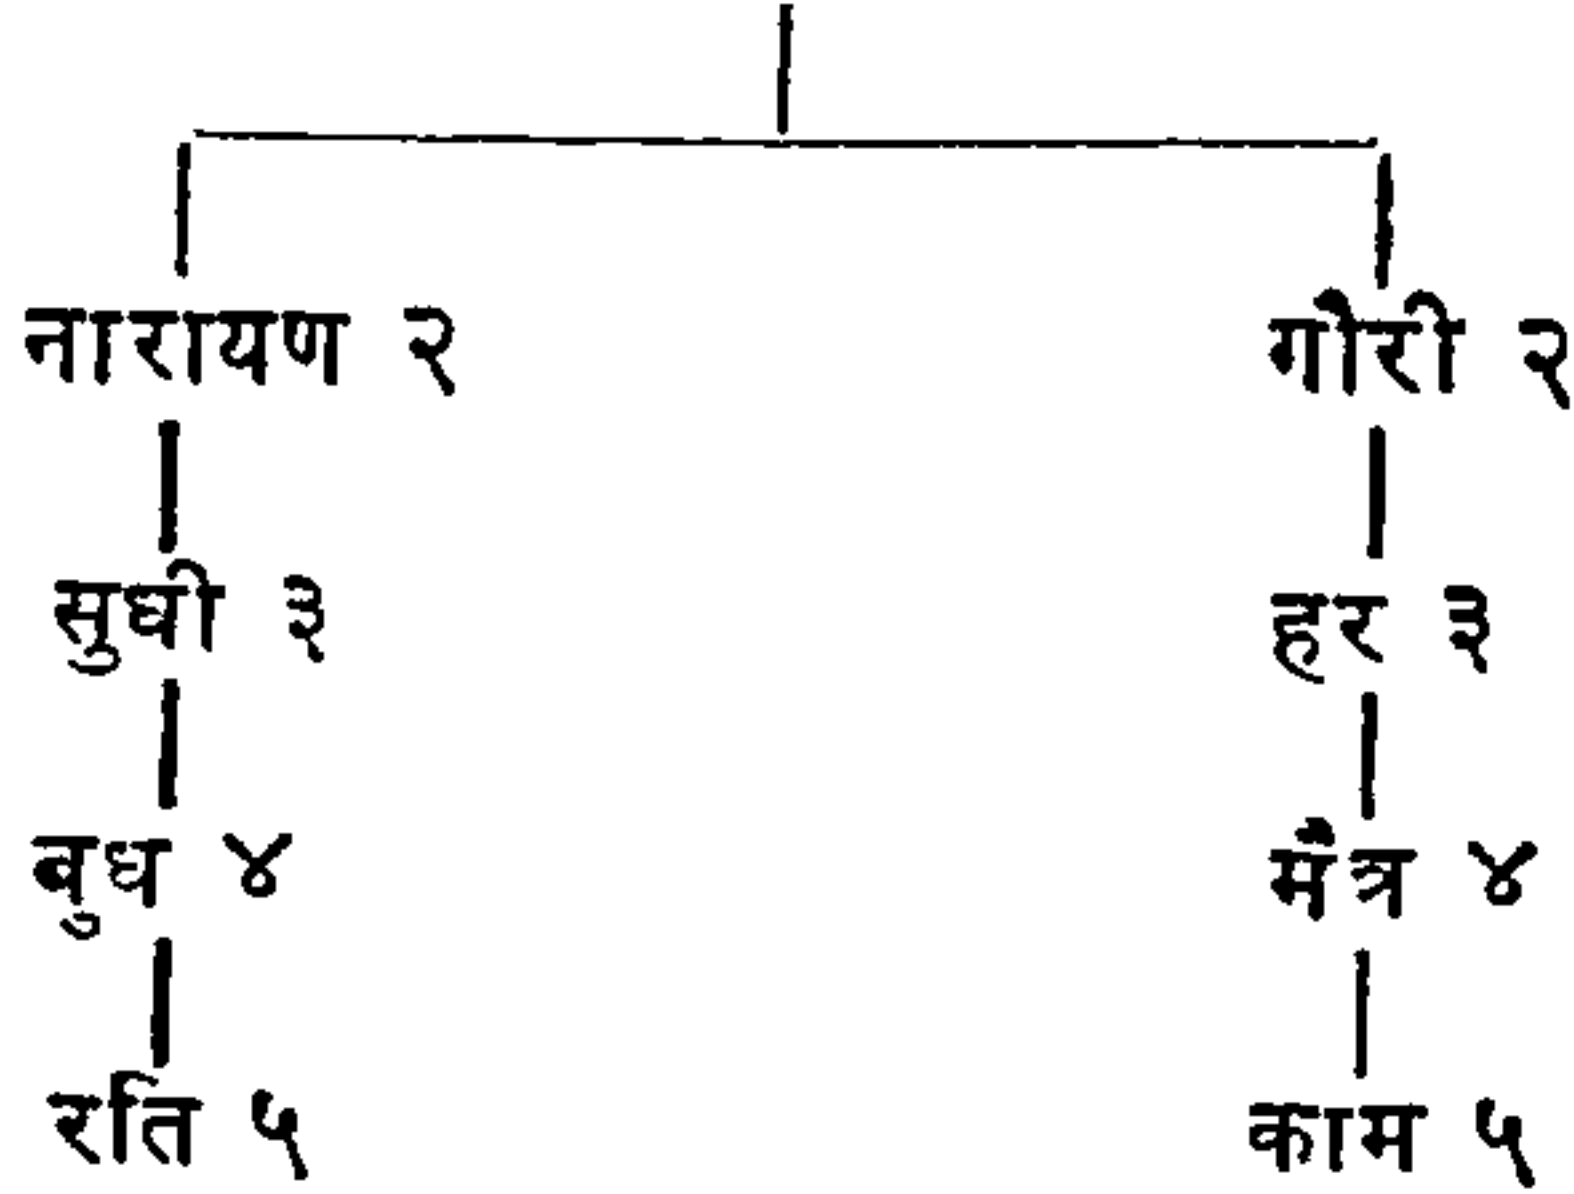 नारायण २ गौरी २
सुधी ३ हर ३
बुध ४ मैत्र ४
रति ५ काम ५